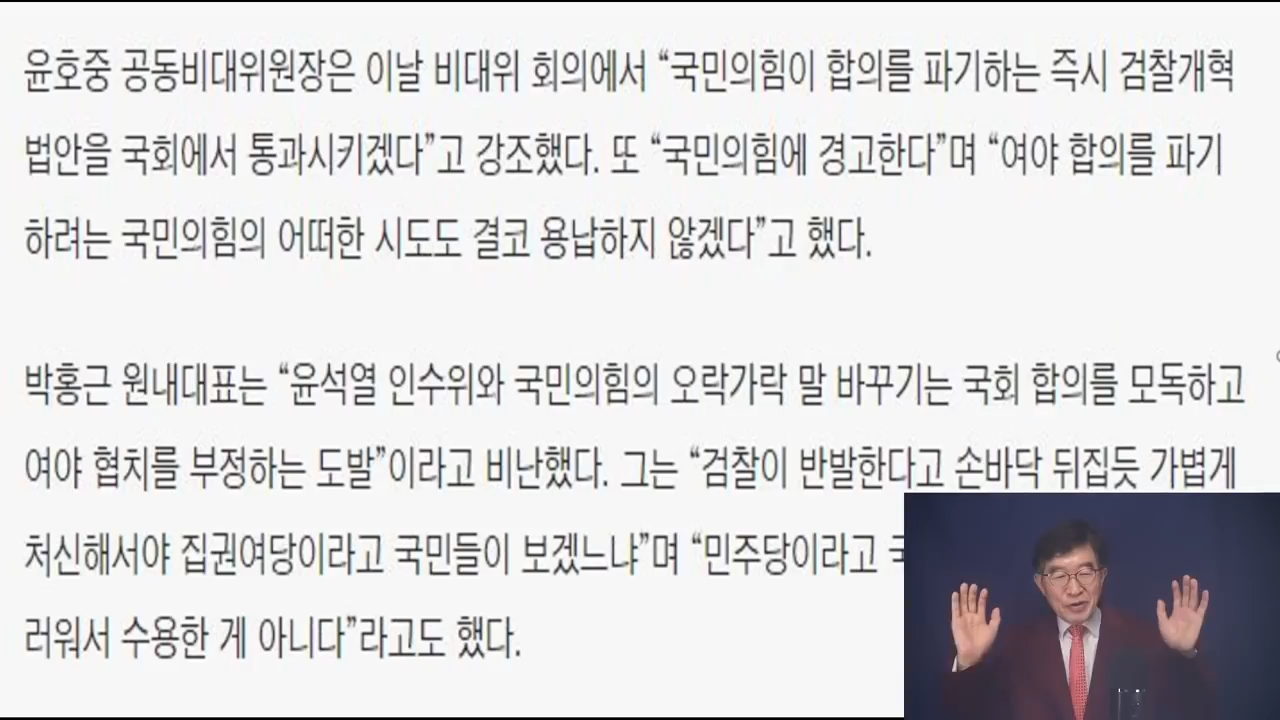 윤호중 공동비대위원장은 이날 비대위 회의에서 “국민의힘이 합의를 파기하는 즉시 검찰개혁
법안을 국회에서 통과시키겠다”고 강조했다. 또 “국민의힘에 경고한다”며 “여야 합의를 파기
하려는 국민의힘의 어떠한 시도도 결코 용납하지 않겠다”고 했다.
박홍근 원내대표는 “윤석열 인수위와 국민의힘의 오락가락 말 바꾸기는 국회 합의를 모독하고
여야 협치를 부정하는 도발”이라고 비난했다. 그는 “검찰이 반발한다고 손바닥 뒤집듯 가볍게
처신해서야 집권여당이라고 국민들이 보겠느냐”며 “민주당이라고
러워서 수용한 게 아니다”라고도 했다.